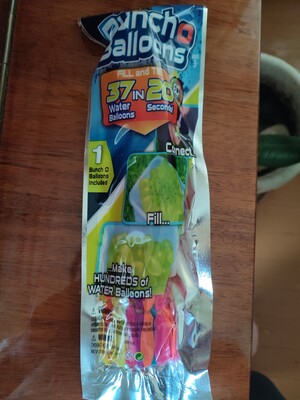 Bunch O
Balloons
FILL and TIE
37 IN 20
Water Seconds
Balloons
Conect...
1
Bunch O
Balloons
Included
Fill...
...Make
HUNDREDS of
WATER Balloons!